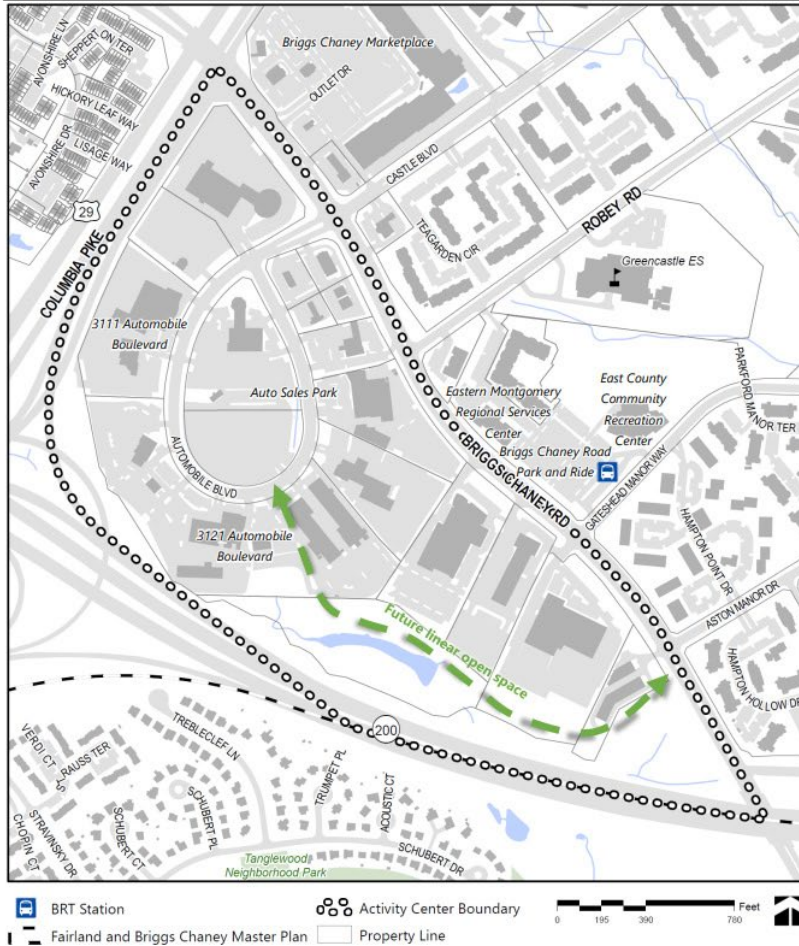 Briggs Chaney Marketplace
AVONSHIRE LN
SHEPPERTON TER
HICKORY LEAF WAY
LISAGE WAY
AVONSHIRE DR
OUTLET DR
CASTLE BLVD
29
COLUMBIA PIKE
TEAGARDEN CIR
ROBEY RD
Greencastle ES
3111 Automobile
Boulevard
Auto Sales Park
Eastern Montgomery
Regional Services
Center
East County
Community
Recreation
Center
PARKFORD MANOR TER
Briggs Chaney Road
Park and Ride
BRIGGS CHANEY RD
GATESHEAD MANOR WAY
AUTOMOBILE BLVD
3121 Automobile
Boulevard
HAMPTON POINT DR
ASTON MANOR DR
Future linear open space
HAMPTON HOLLOW DR
200
TREBLECLEF LN
VERDI CT
STRAUSS TER
TRUMPET PL
ACOUSTIC CT
SCHUBERT PL
SCHUBERT CT
STRAVINSKY DR
CHOPIN CT
SCHUBERT DR
Tanglewood
Neighborhood Park
BRT Station
Activity Center Boundary
Feet
0 195 390 780
Fairland and Briggs Chaney Master Plan
Property Line